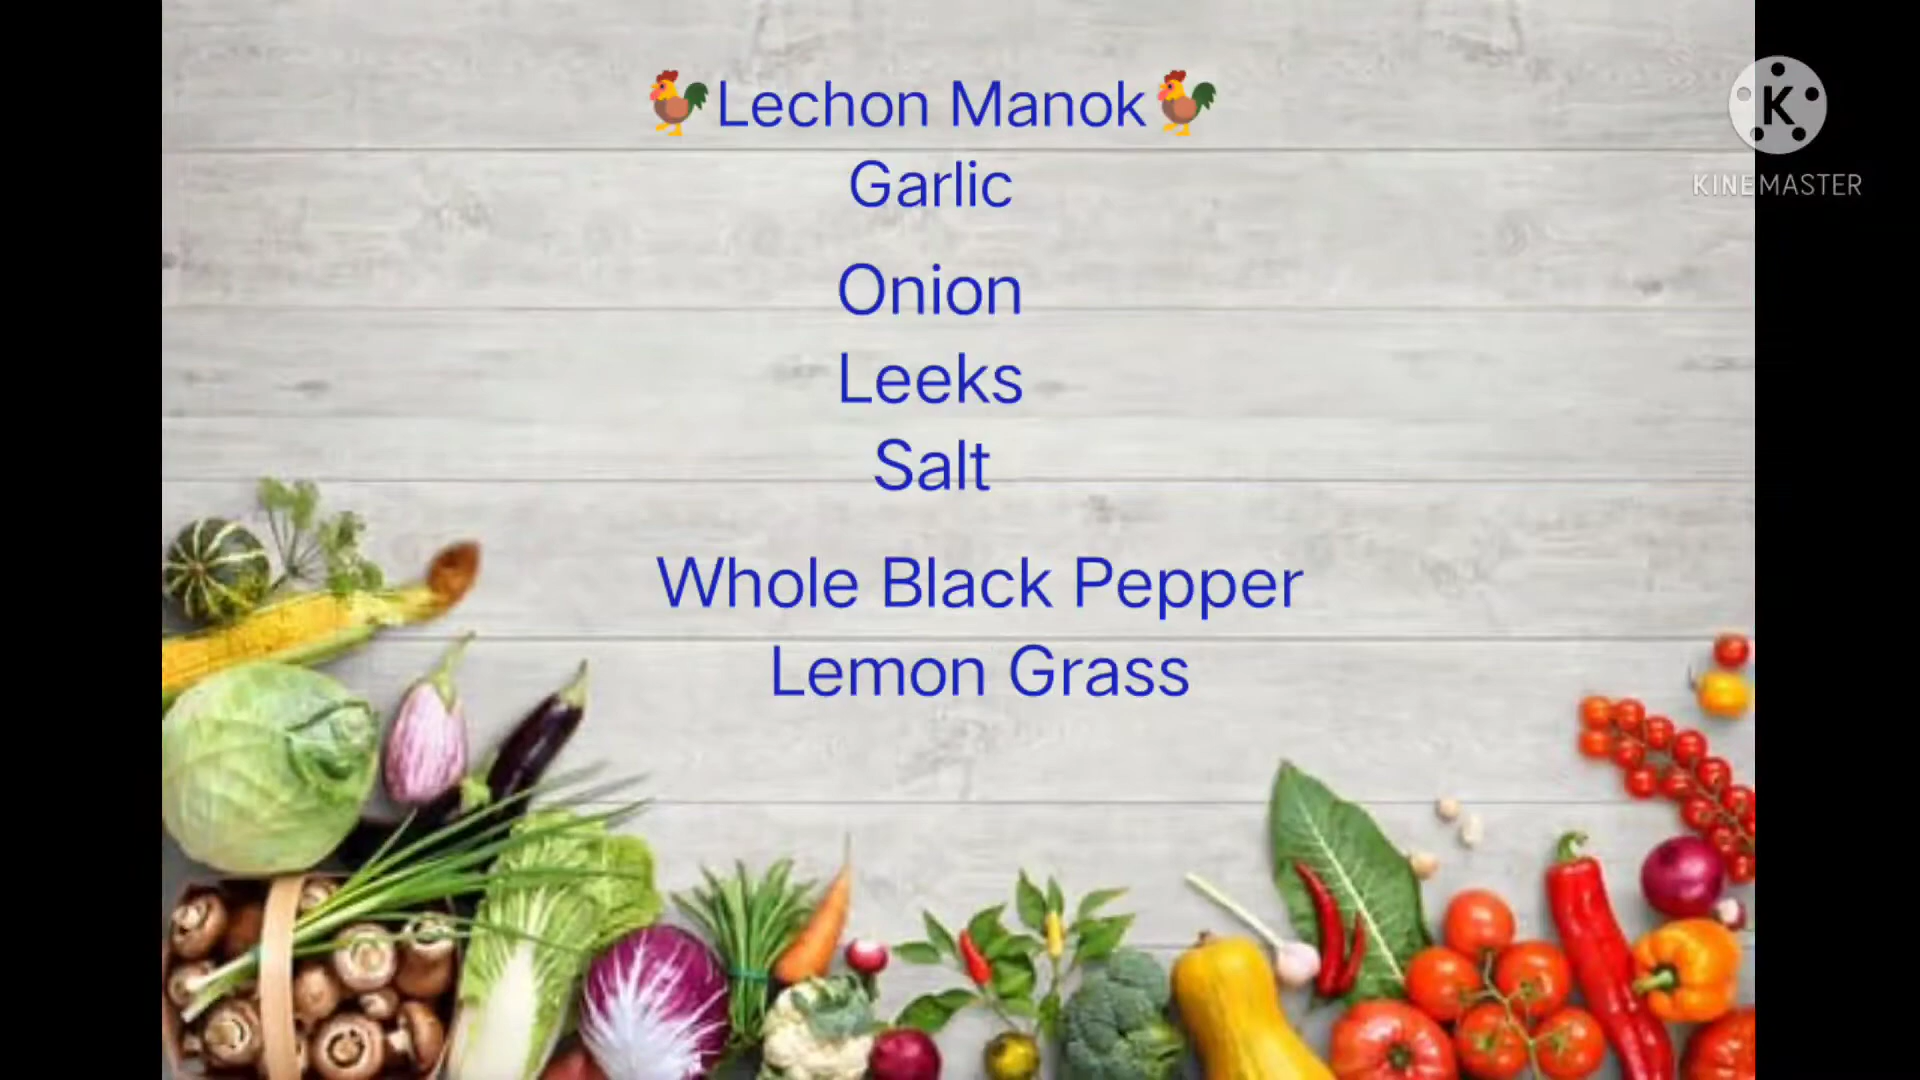 🐓Lechon Manok🐓
Garlic
Onion
Leeks
Salt
Whole Black Pepper
Lemon Grass
K
KINEMASTER